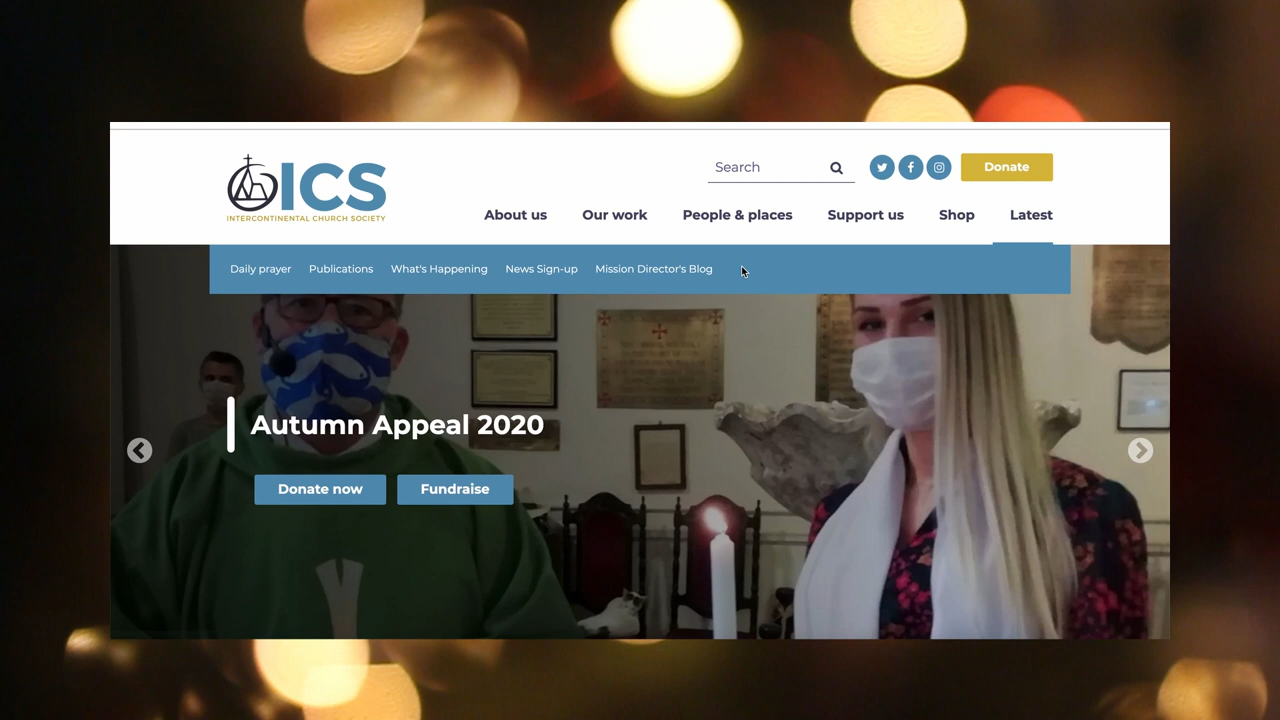 ICS
INTERCONTINENTAL CHURCH SOCIETY
Search
Donate
About us Our work People & places Support us Shop Latest
Daily prayer Publications What's Happening News Sign-up Mission Director's Blog
Autumn Appeal 2020
Donate now Fundraise